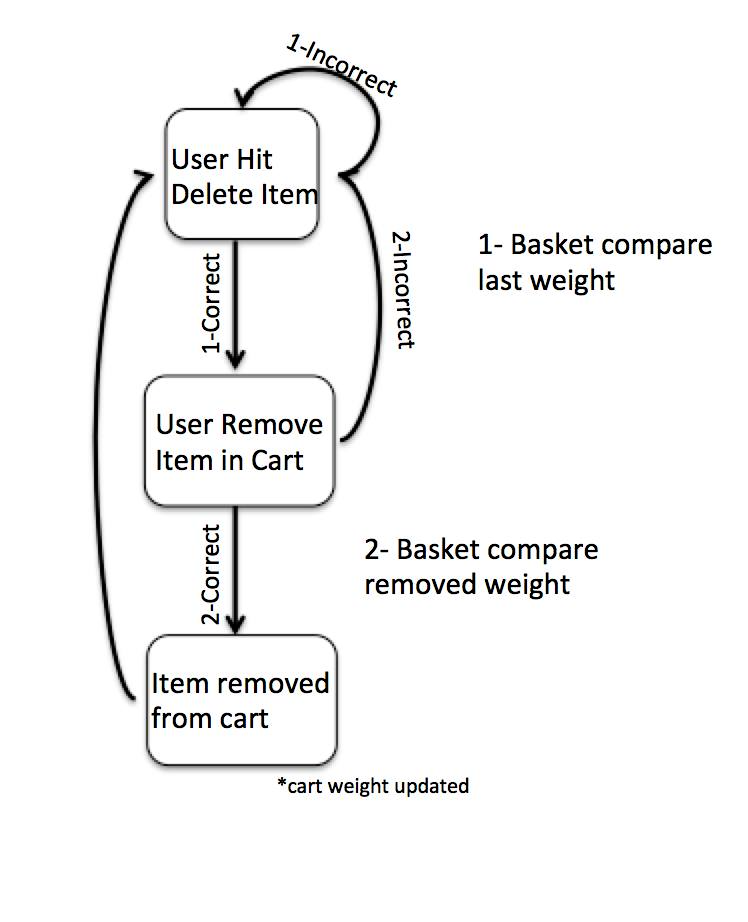 1-Incorrect
User Hit
Delete Item
1-Correct
2-Incorrect
1- Basket compare
last weight
User Remove
Item in Cart
2-Correct
2- Basket compare
removed weight
Item removed
from cart
*cart weight updated